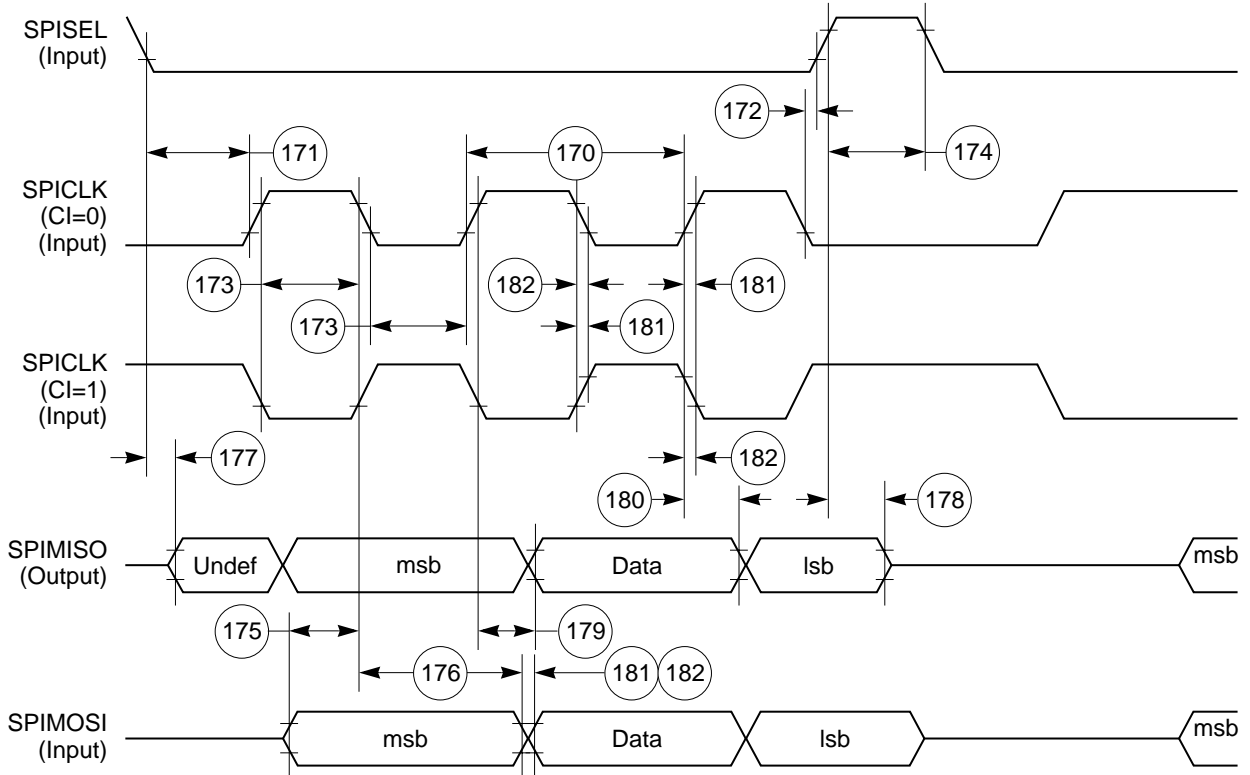 SPISEL
(Input)
172
171
170
174
SPICLK
(CI=0)
(Input)
173
182
181
173
181
SPICLK
(CI=1)
(Input)
177
182
180
178
SPIMISO
(Output)
Undef
msb
Data
lsb
msb
175
179
176
181
182
SPIMOSI
(Input)
msb
Data
lsb
msb